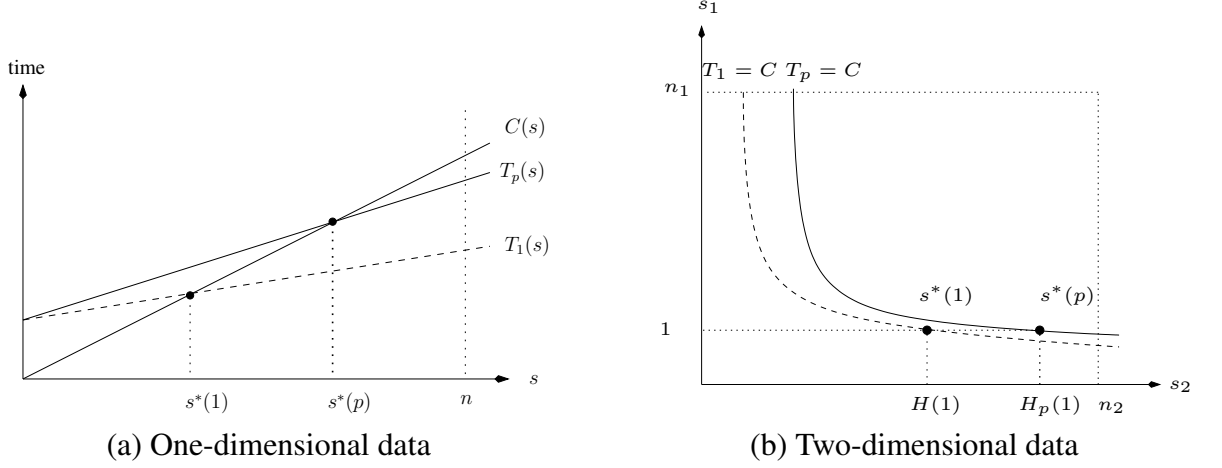 time
C(s)
T_p(s)
T_1(s)
s
s*(1)
s*(p)
n
(a) One-dimensional data
s_1
T_1 = C T_p = C
n_1
s*(1)
s*(p)
1
s_2
H(1)
H_p(1)
n_2
(b) Two-dimensional data